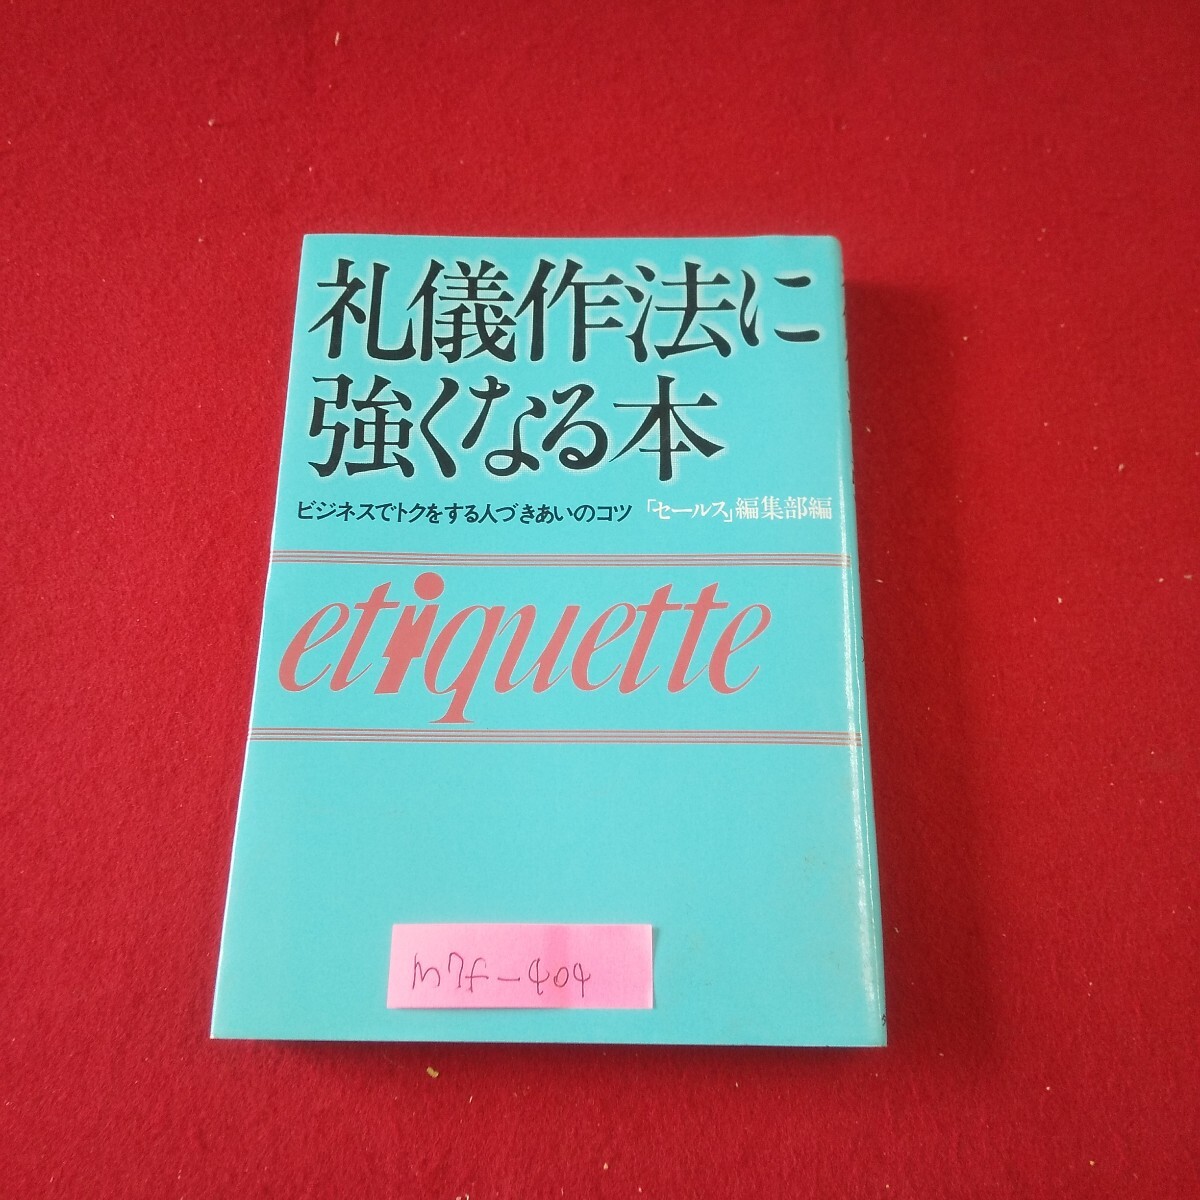 礼儀作法に
強くなる本
ビジネスでトクをする人づきあいのコツ 「セールス」編集部編
etiquette
m7f-404